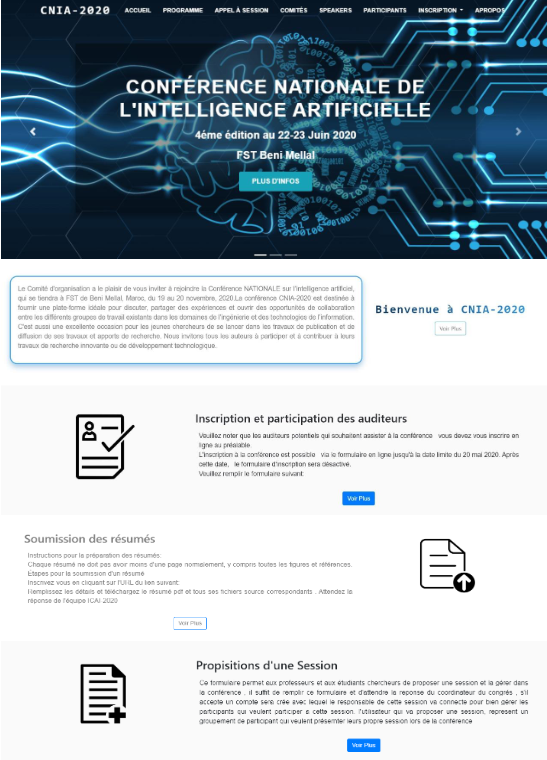 CNIA-2020 ACCUEIL PROGRAMME APPEL À SESSION COMITÉS SPEAKERS PARTICIPANTS INSCRIPTION APROPOS
CONFÉRENCE NATIONALE DE
L'INTELLIGENCE ARTIFICIELLE
4éme édition au 22-23 Juin 2020
FST Beni Mellal
PLUS D'INFOS
Le Comité d'organisation a le plaisir de vous inviter à rejoindre la Conférence NATIONALE sur l'intelligence artificiel,
qui se tiendra à FST de Beni Mellal, Maroc, du 19 au 20 novembre, 2020.La conférence CNIA-2020 est destinée à
fournir une plate-forme idéale pour discuter, partager des expériences et ouvrir des opportunités de collaboration
entre les différents groupes de travail existants dans les domaines de l'ingénierie et des technologies de l'information.
C'est aussi une excellente occasion pour les jeunes chercheurs de se lancer dans les travaux de publication et de
diffusion de ses travaux et apports de recherche. Nous invitons tous les auteurs à participer et à contribuer à leurs
travaux de recherche innovante ou de développement technologique.
Bienvenue à CNIA-2020
Voir Plus
Inscription et participation des auditeurs
Veuillez noter que les auditeurs potentiels qui souhaitent assister à la conférence vous devez vous inscrire en
ligne au préalable.
L'inscription à la conférence est possible via le formulaire en ligne jusqu'à la date limite du 20 mai 2020. Après
cette date, le formulaire d'inscription sera désactivé.
Veuillez remplir le formulaire suivant:
Voir Plus
Soumission des résumés
Instructions pour la préparation des résumés:
Chaque résumé ne doit pas avoir moins d'une page normalement, y compris toutes les figures et références.
Etapes pour la soumission d'un résumé
Inscrivez vous en cliquant sur l'URL du lien suivant:
Remplissez les détails et téléchargez le résumé pdf et tous ses fichiers source correspondants . Attendez la
réponse de l'équipe ICAI 2020
Voir Plus
Propisitions d'une Session
Ce formulaire permet aux professeurs et aux étudiants chercheurs de proposer une session et la gérer dans
la conférence , il suffit de remplir ce formulaire et d'attendre la reponse du coordinateur du congrés , s'il
accepte un compte sera crée avec lequel le responsable de cette session va connecte pour bien gérer les
participants qui veulent participer a cette session. l'utilisateur qui va proposer une session, represent un
groupement de participant qui veulent présemter leurs propre session lors de la conférence
Voir Plus